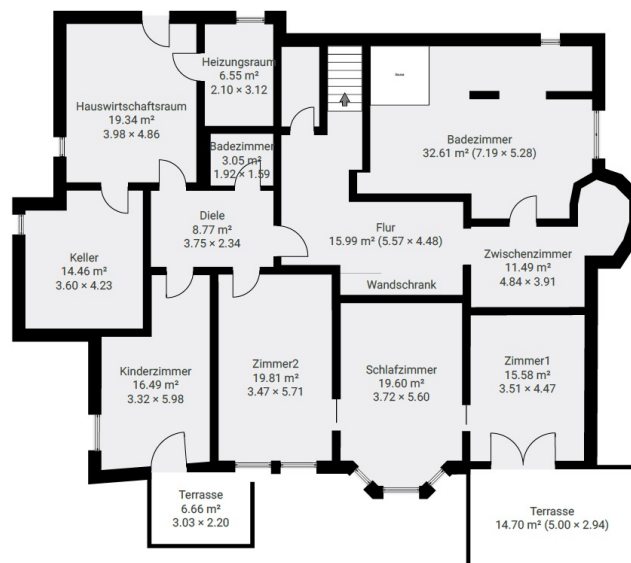 Heizungsraum
6.55 m²
2.10 × 3.12
Hauswirtschaftsraum
19.34 m²
3.98 × 4.86
Badezimmer
32.61 m² (7.19 × 5.28)
Badezimmer
3.05 m²
1.92 × 1.59
Diele
8.77 m²
3.75 × 2.34
Flur
15.99 m² (5.57 × 4.48)
Keller
14.46 m²
3.60 × 4.23
Zwischenzimmer
11.49 m²
4.84 × 3.91
Wandschrank
Kinderzimmer
16.49 m²
3.32 × 5.98
Zimmer2
19.81 m²
3.47 × 5.71
Schlafzimmer
19.60 m²
3.72 × 5.60
Zimmer1
15.58 m²
3.51 × 4.47
Terrasse
6.66 m²
3.03 × 2.20
Terrasse
14.70 m² (5.00 × 2.94)